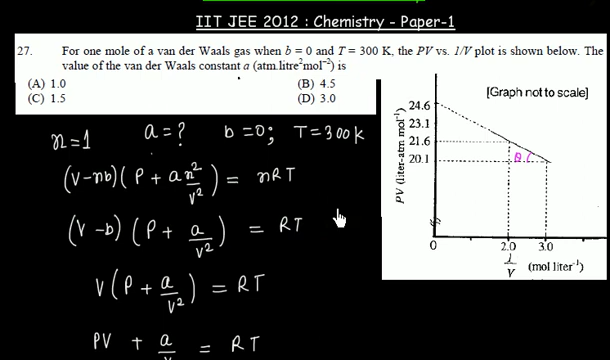 IIT JEE 2012 : Chemistry - Paper-1
27. For one mole of a van der Waals gas when b = 0 and T = 300 K, the PV vs. 1/V plot is shown below. The
value of the van der Waals constant a (atm.litre²mol⁻²) is
(A) 1.0 (B) 4.5
(C) 1.5 (D) 3.0
[Graph not to scale]
24.6
23.1
21.6
20.1
PV (liter-atm mol⁻¹)
θ
0 2.0 3.0
1/V (mol liter⁻¹)
n=1 a=? b=0; T=300K
(V-nb)(P + an²/V²) = nRT
(V-b)(P + a/V²) = RT
V(P + a/V²) = RT
PV + a/V = RT